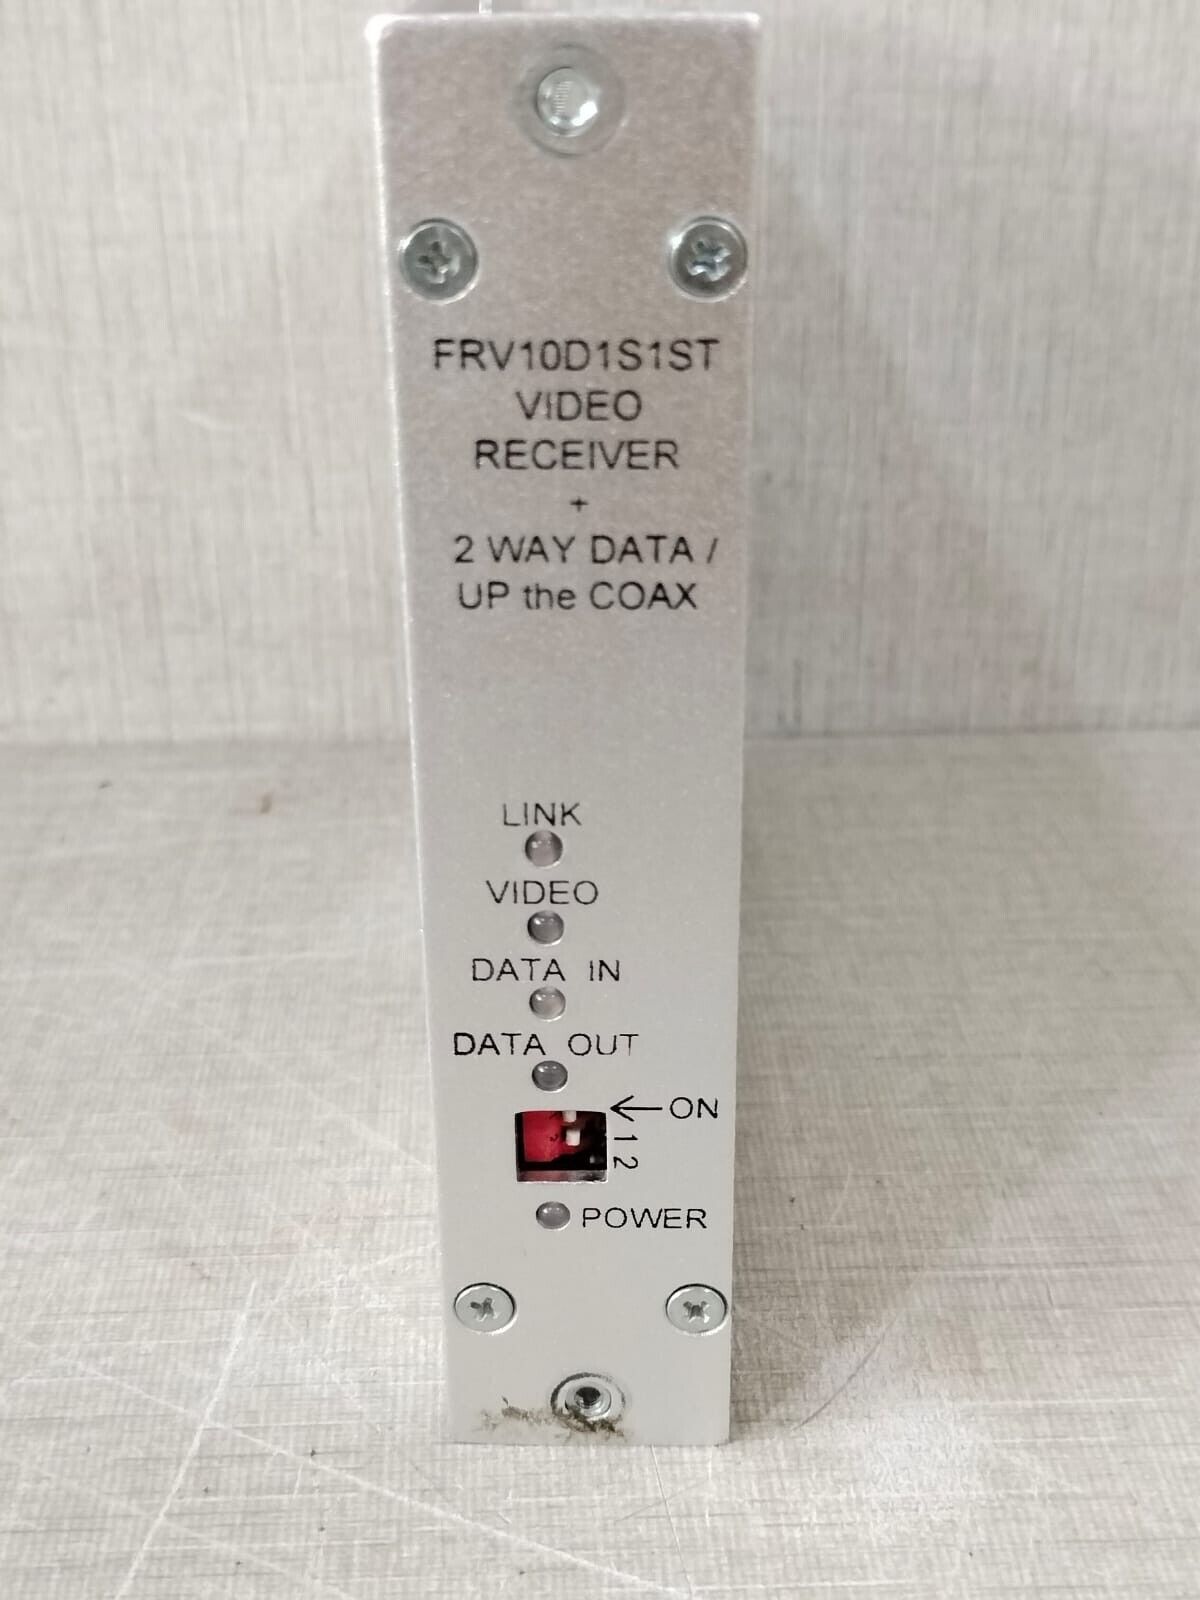 FRV10D1S1ST
VIDEO
RECEIVER
+
2 WAY DATA /
UP the COAX
LINK
VIDEO
DATA IN
DATA OUT
ON
1 2
POWER